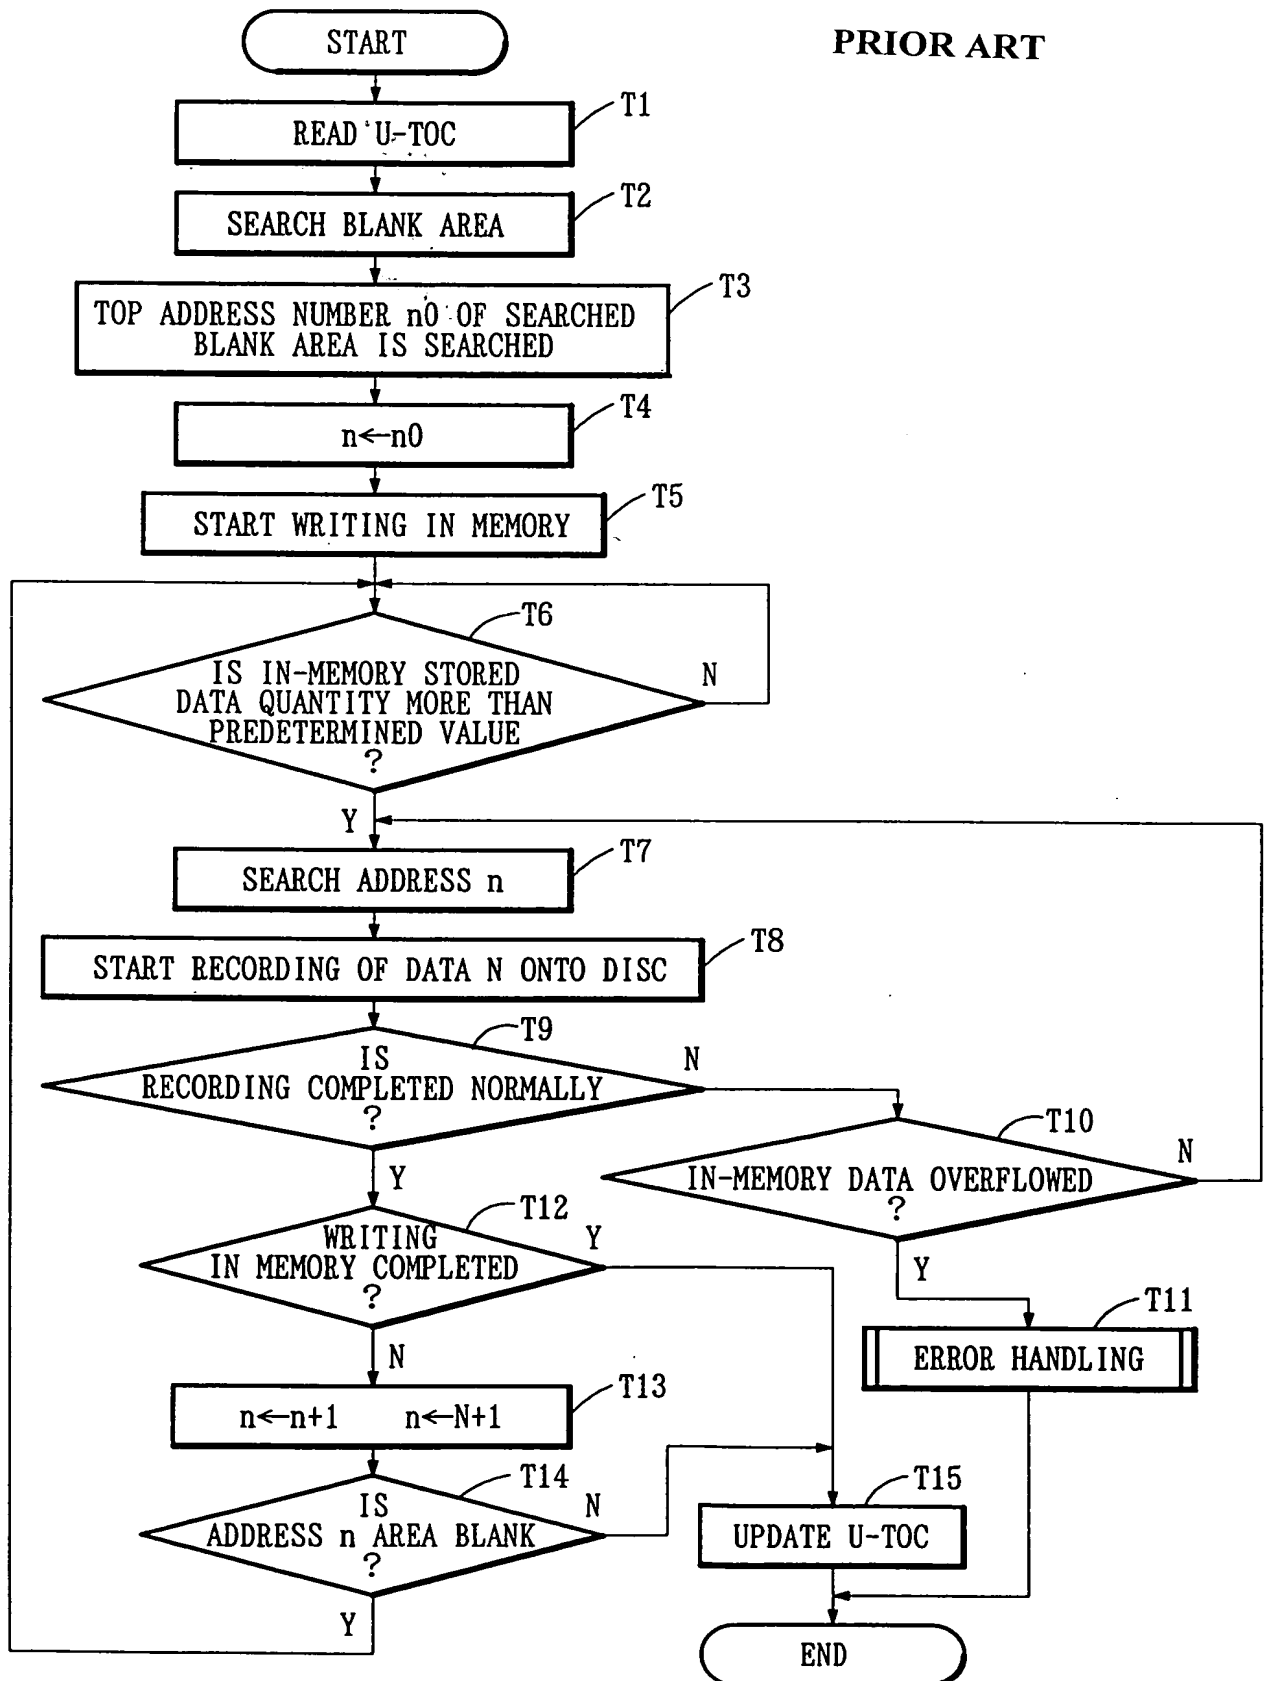 START
PRIOR ART
T1
READ U-TOC
T2
SEARCH BLANK AREA
T3
TOP ADDRESS NUMBER n0 OF SEARCHED
BLANK AREA IS SEARCHED
T4
n←n0
T5
START WRITING IN MEMORY
T6
IS IN-MEMORY STORED
DATA QUANTITY MORE THAN
PREDETERMINED VALUE
?
N
Y
T7
SEARCH ADDRESS n
T8
START RECORDING OF DATA N ONTO DISC
T9
IS
RECORDING COMPLETED NORMALLY
?
N
Y
T10
IN-MEMORY DATA OVERFLOWED
?
N
Y
T11
ERROR HANDLING
T12
WRITING
IN MEMORY COMPLETED
?
Y
N
T13
n←n+1 n←N+1
T14
IS
ADDRESS n AREA BLANK
?
N
Y
T15
UPDATE U-TOC
END